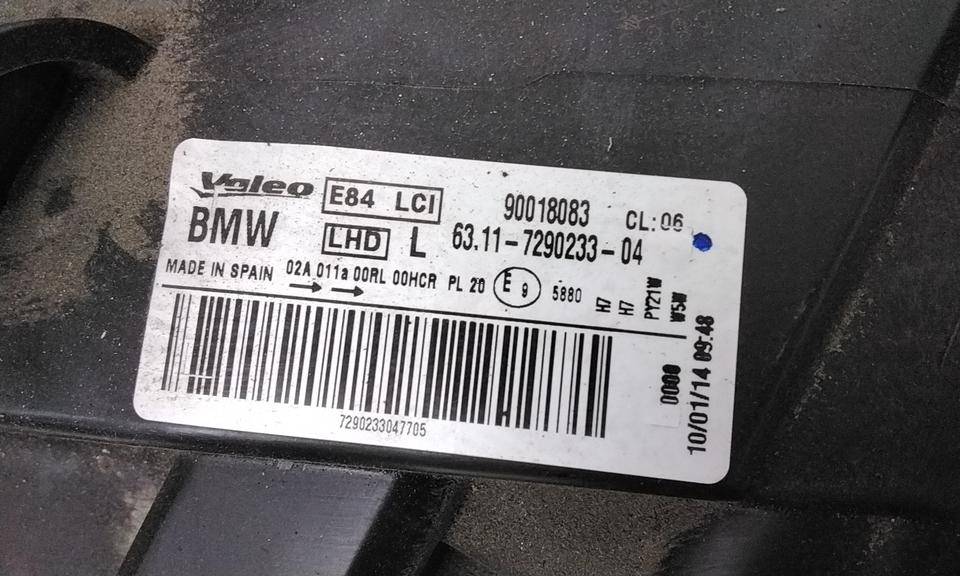 Valeo E84 LCI 90018083 CL:06
BMW LHD L 63.11-7290233-04
MADE IN SPAIN 02A 011a 00RL 00HCR PL 20 E 9 5880
H7
H7
PY21W
W5W
7290233047705
0000
10/01/14 09:48